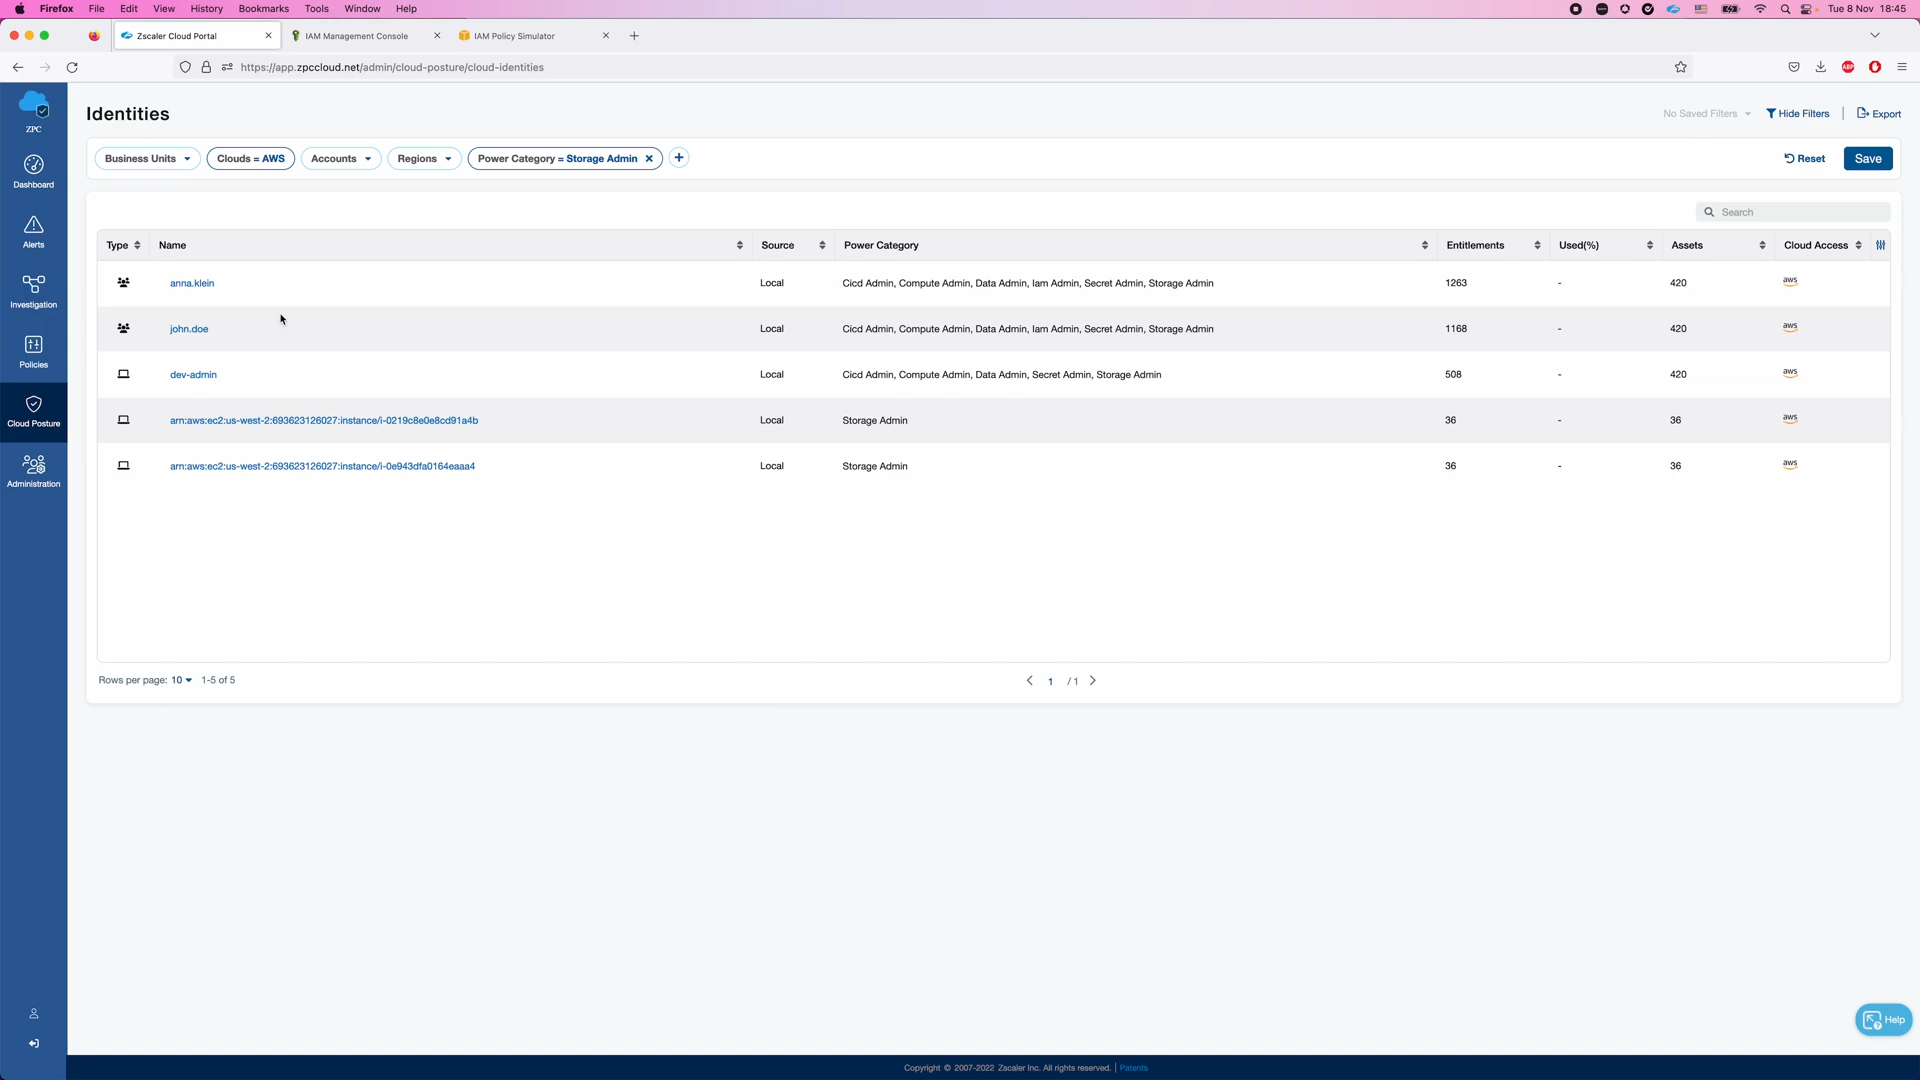 Firefox File Edit View History Bookmarks Tools Window Help Tue 8 Nov 18:45
Zscaler Cloud Portal IAM Management Console IAM Policy Simulator
https://app.zpccloud.net/admin/cloud-posture/cloud-identities ABP
ZPC
Dashboard
Alerts
Investigation
Policies
Cloud Posture
Administration
Identities No Saved Filters Hide Filters Export
Business Units Clouds = AWS Accounts Regions Power Category = Storage Admin Reset Save
Search
Type Name Source Power Category Entitlements Used(%) Assets Cloud Access
anna.klein Local Cicd Admin, Compute Admin, Data Admin, Iam Admin, Secret Admin, Storage Admin 1263 - 420 aws
john.doe Local Cicd Admin, Compute Admin, Data Admin, Iam Admin, Secret Admin, Storage Admin 1168 - 420 aws
dev-admin Local Cicd Admin, Compute Admin, Data Admin, Secret Admin, Storage Admin 508 - 420 aws
arn:aws:ec2:us-west-2:693623126027:instance/i-0219c8e0e8cd91a4b Local Storage Admin 36 - 36 aws
arn:aws:ec2:us-west-2:693623126027:instance/i-0e943dfa0164eaaa4 Local Storage Admin 36 - 36 aws
Rows per page: 10 1-5 of 5 1 / 1
Help
Copyright © 2007-2022 Zscaler Inc. All rights reserved. | Patents